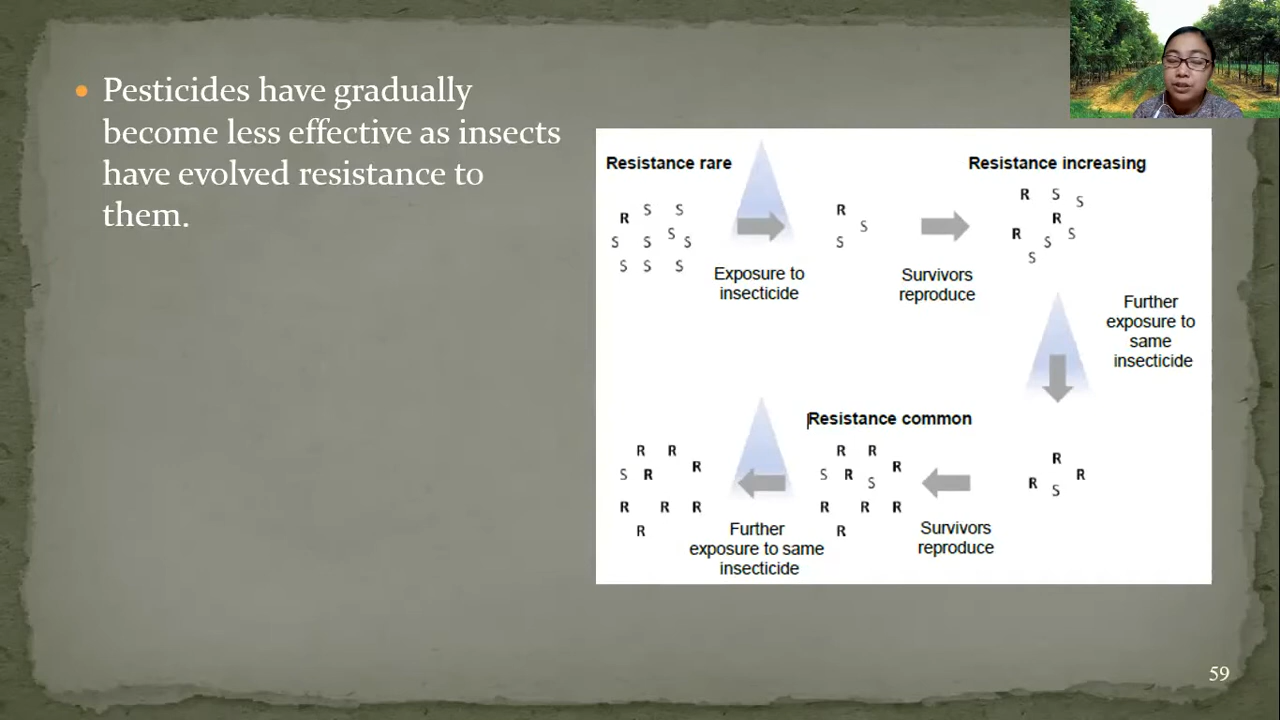 • Pesticides have gradually
become less effective as insects
have evolved resistance to
them.
Resistance rare
R S S
S S S S
S S S
Exposure to
insecticide
R
S
S
Survivors
reproduce
Resistance increasing
R S S
R
R S S
S
Further
exposure to
same
insecticide
R
R R
S
Survivors
reproduce
Resistance common
R R
R
S R
S
R R R
R
Further
exposure to same
insecticide
R R
R
S R
R R R
R
59